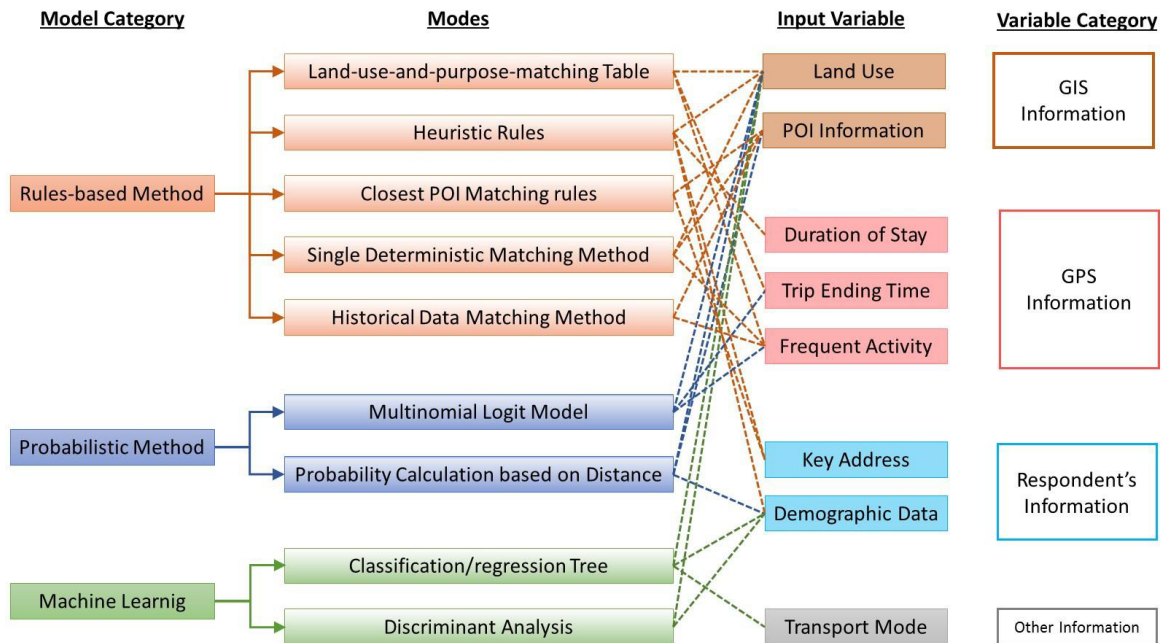 Model Category
Modes
Input Variable
Variable Category
Land-use-and-purpose-matching Table
Land Use
GIS
Information
Heuristic Rules
POI Information
Rules-based Method
Closest POI Matching rules
Duration of Stay
Single Deterministic Matching Method
GPS
Information
Trip Ending Time
Historical Data Matching Method
Frequent Activity
Multinomial Logit Model
Probabilistic Method
Key Address
Probability Calculation based on Distance
Respondent's
Information
Demographic Data
Classification/regression Tree
Machine Learnig
Discriminant Analysis
Transport Mode
Other Information